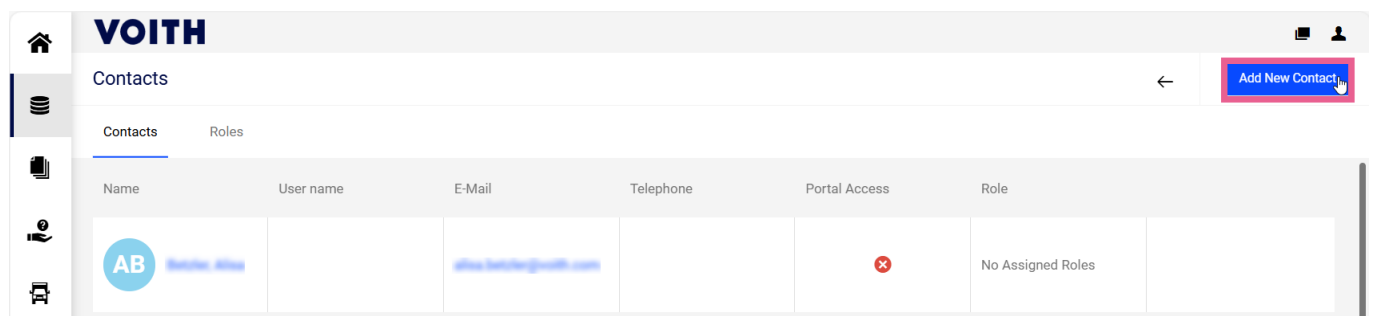 VOITH
Contacts
Add New Contact
Contacts Roles
Name User name E-Mail Telephone Portal Access Role
AB No Assigned Roles